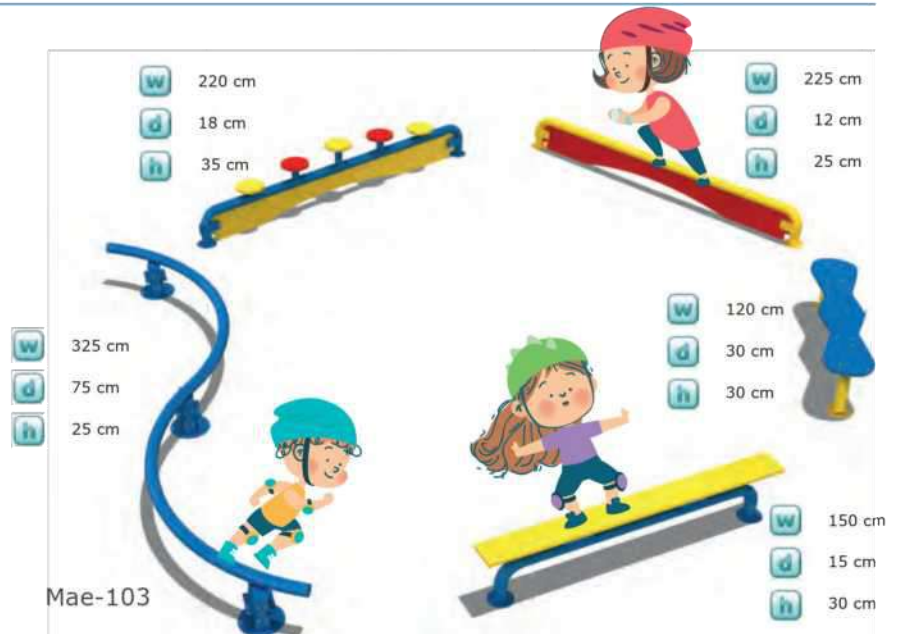 w 220 cm
d 18 cm
h 35 cm
w 225 cm
d 12 cm
h 25 cm
w 325 cm
d 75 cm
h 25 cm
w 120 cm
d 30 cm
h 30 cm
w 150 cm
d 15 cm
h 30 cm
Mae-103